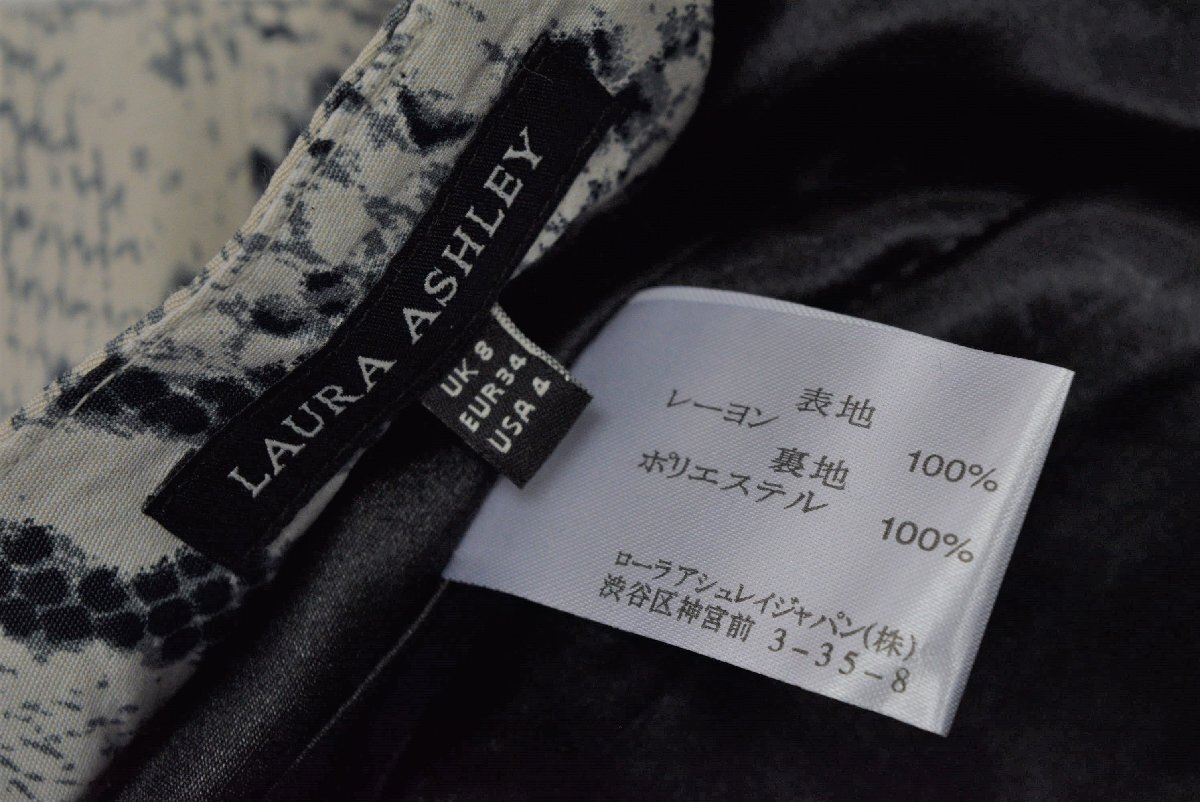 LAURA ASHLEY
UK 8
EUR34
USA 4
表地
レーヨン 100%
裏地
ポリエステル 100%
ローラアシュレイジャパン(株)
渋谷区神宮前 3-35-8